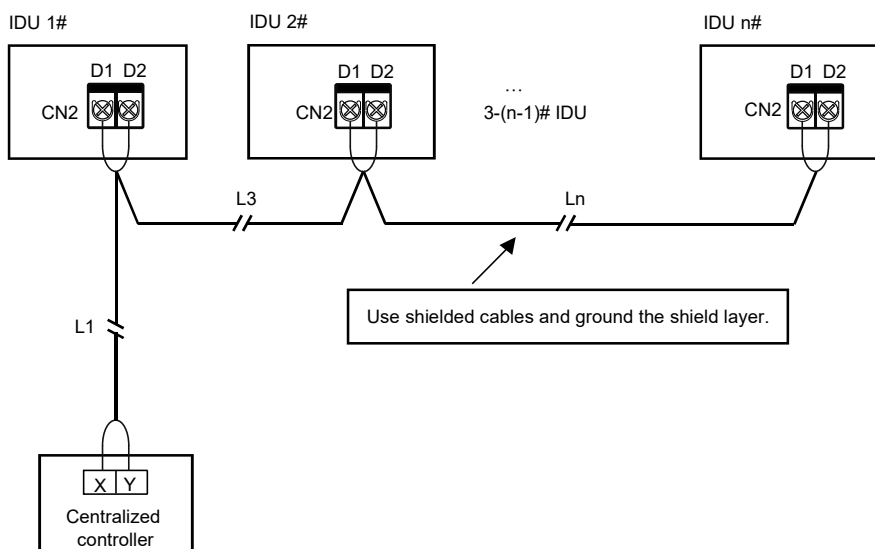 IDU 1#
IDU 2#
IDU n#
D1 D2
CN2
D1 D2
CN2
...
3-(n-1)# IDU
D1 D2
CN2
L3
Ln
Use shielded cables and ground the shield layer.
L1
X Y
Centralized
controller